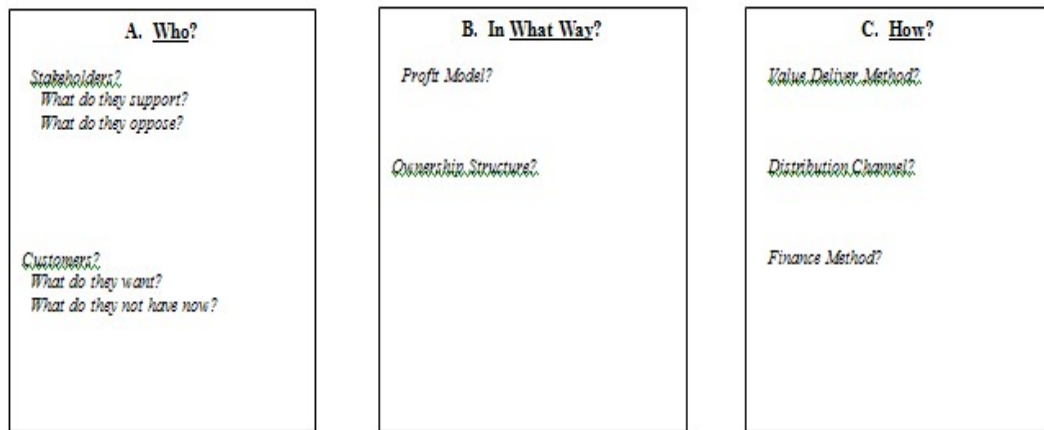 A. Who?
Stakeholders?
What do they support?
What do they oppose?
Customers?
What do they want?
What do they not have now?
B. In What Way?
Profit Model?
Ownership Structure?
C. How?
Value Deliver Method?
Distribution Channel?
Finance Method?